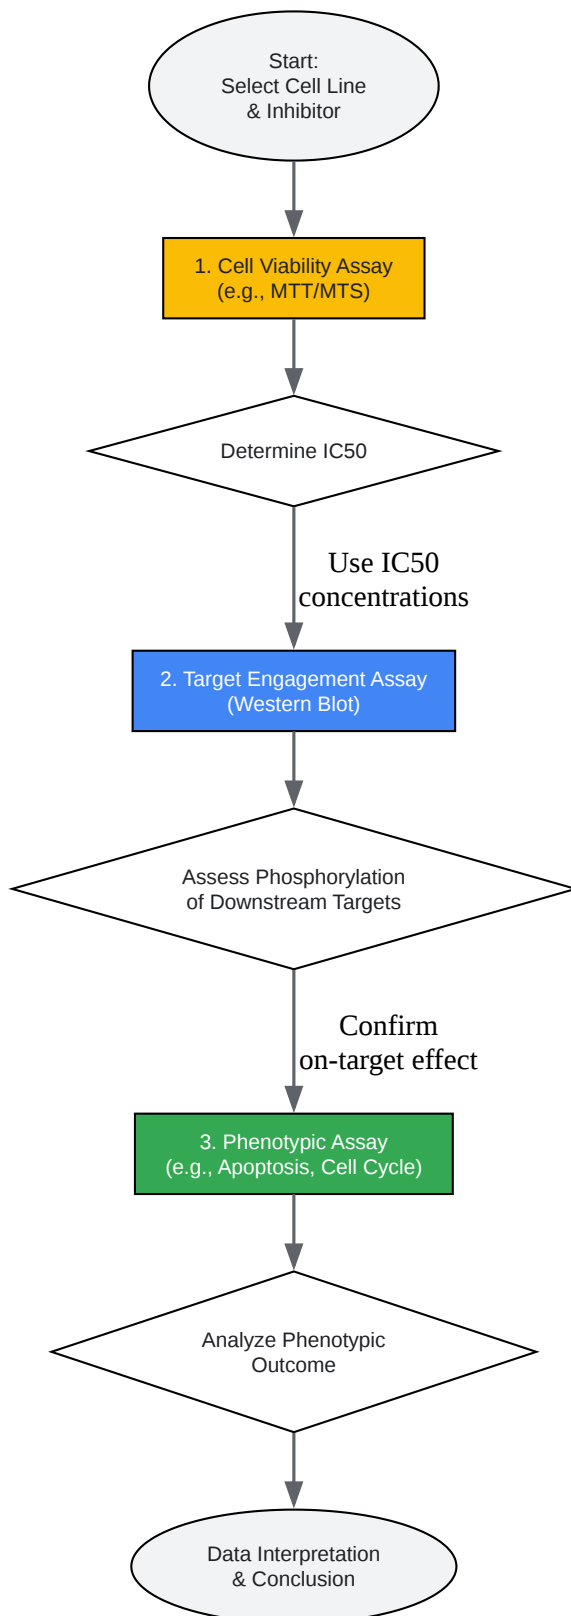 Start:
Select Cell Line
& Inhibitor
1. Cell Viability Assay
(e.g., MTT/MTS)
Determine IC50
Use IC50
concentrations
2. Target Engagement Assay
(Western Blot)
Assess Phosphorylation
of Downstream Targets
Confirm
on-target effect
3. Phenotypic Assay
(e.g., Apoptosis, Cell Cycle)
Analyze Phenotypic
Outcome
Data Interpretation
& Conclusion